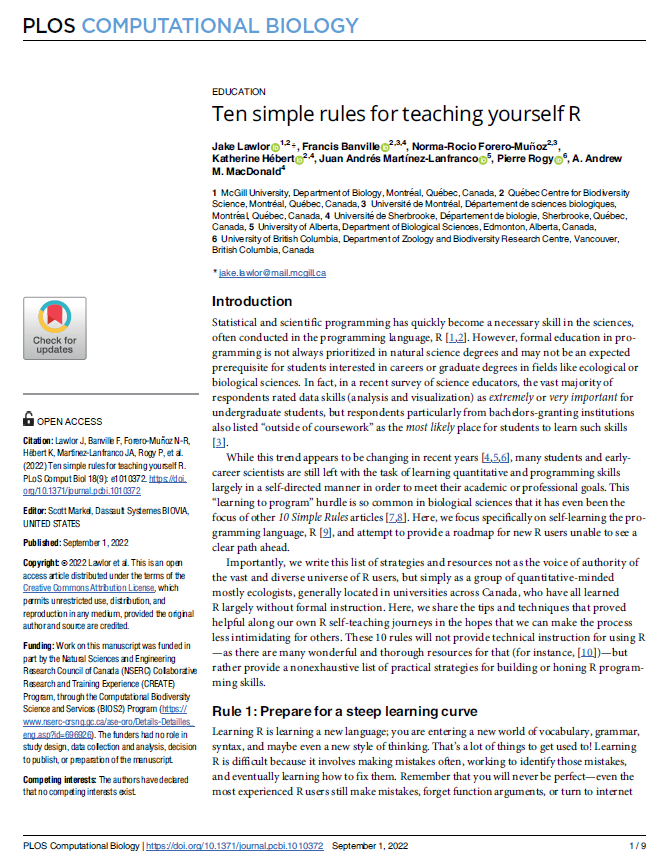 PLOS COMPUTATIONAL BIOLOGY
EDUCATION
Ten simple rules for teaching yourself R
Jake Lawlor 1,2*, Francis Banville 2,3,4, Norma-Rocio Forero-Muñoz2,3,
Katherine Hébert 2,4, Juan Andrés Martínez-Lanfranco 5, Pierre Rogy 6, A. Andrew
M. MacDonald4
1 McGill University, Department of Biology, Montréal, Québec, Canada, 2 Québec Centre for Biodiversity
Science, Montréal, Québec, Canada, 3 Université de Montréal, Département de sciences biologiques,
Montréal, Québec, Canada, 4 Université de Sherbrooke, Département de biologie, Sherbrooke, Québec,
Canada, 5 University of Alberta, Department of Biological Sciences, Edmonton, Alberta, Canada,
6 University of British Columbia, Department of Zoology and Biodiversity Research Centre, Vancouver,
British Columbia, Canada
* jake.lawlor@mail.mcgill.ca
Check for
updates
OPEN ACCESS
Citation: Lawlor J, Banville F, Forero-Muñoz N-R,
Hébert K, Martínez-Lanfranco JA, Rogy P, et al.
(2022) Ten simple rules for teaching yourself R.
PLoS Comput Biol 18(9): e1010372. https://doi.
org/10.1371/journal.pcbi.1010372
Editor: Scott Markel, Dassault Systemes BIOVIA,
UNITED STATES
Published: September 1, 2022
Copyright: © 2022 Lawlor et al. This is an open
access article distributed under the terms of the
Creative Commons Attribution License, which
permits unrestricted use, distribution, and
reproduction in any medium, provided the original
author and source are credited.
Funding: Work on this manuscript was funded in
part by the Natural Sciences and Engineering
Research Council of Canada (NSERC) Collaborative
Research and Training Experience (CREATE)
Program, through the Computational Biodiversity
Science and Services (BIOS2) Program (https://
www.nserc-crsng.gc.ca/ase-oro/Details-Detailles_
eng.asp?id=696926). The funders had no role in
study design, data collection and analysis, decision
to publish, or preparation of the manuscript.
Competing interests: The authors have declared
that no competing interests exist.
Introduction
Statistical and scientific programming has quickly become a necessary skill in the sciences,
often conducted in the programming language, R [1,2]. However, formal education in pro-
gramming is not always prioritized in natural science degrees and may not be an expected
prerequisite for students interested in careers or graduate degrees in fields like ecological or
biological sciences. In fact, in a recent survey of science educators, the vast majority of
respondents rated data skills (analysis and visualization) as extremely or very important for
undergraduate students, but respondents particularly from bachelors-granting institutions
also listed "outside of coursework" as the most likely place for students to learn such skills
[3].
While this trend appears to be changing in recent years [4,5,6], many students and early-
career scientists are still left with the task of learning quantitative and programming skills
largely in a self-directed manner in order to meet their academic or professional goals. This
"learning to program" hurdle is so common in biological sciences that it has even been the
focus of other 10 Simple Rules articles [7,8]. Here, we focus specifically on self-learning the pro-
gramming language, R [9], and attempt to provide a roadmap for new R users unable to see a
clear path ahead.
Importantly, we write this list of strategies and resources not as the voice of authority of
the vast and diverse universe of R users, but simply as a group of quantitative-minded
mostly ecologists, generally located in universities across Canada, who have all learned
R largely without formal instruction. Here, we share the tips and techniques that proved
helpful along our own R self-teaching journeys in the hopes that we can make the process
less intimidating for others. These 10 rules will not provide technical instruction for using R
—as there are many wonderful and thorough resources for that (for instance, [10])—but
rather provide a nonexhaustive list of practical strategies for building or honing R program-
ming skills.
Rule 1: Prepare for a steep learning curve
Learning R is learning a new language; you are entering a new world of vocabulary, grammar,
syntax, and maybe even a new style of thinking. That's a lot of things to get used to! Learning
R is difficult because it involves making mistakes often, working to identify those mistakes,
and eventually learning how to fix them. Remember that you will never be perfect—even the
most experienced R users still make mistakes, forget function arguments, or turn to internet
PLOS Computational Biology | https://doi.org/10.1371/journal.pcbi.1010372 September 1, 2022
1 / 9